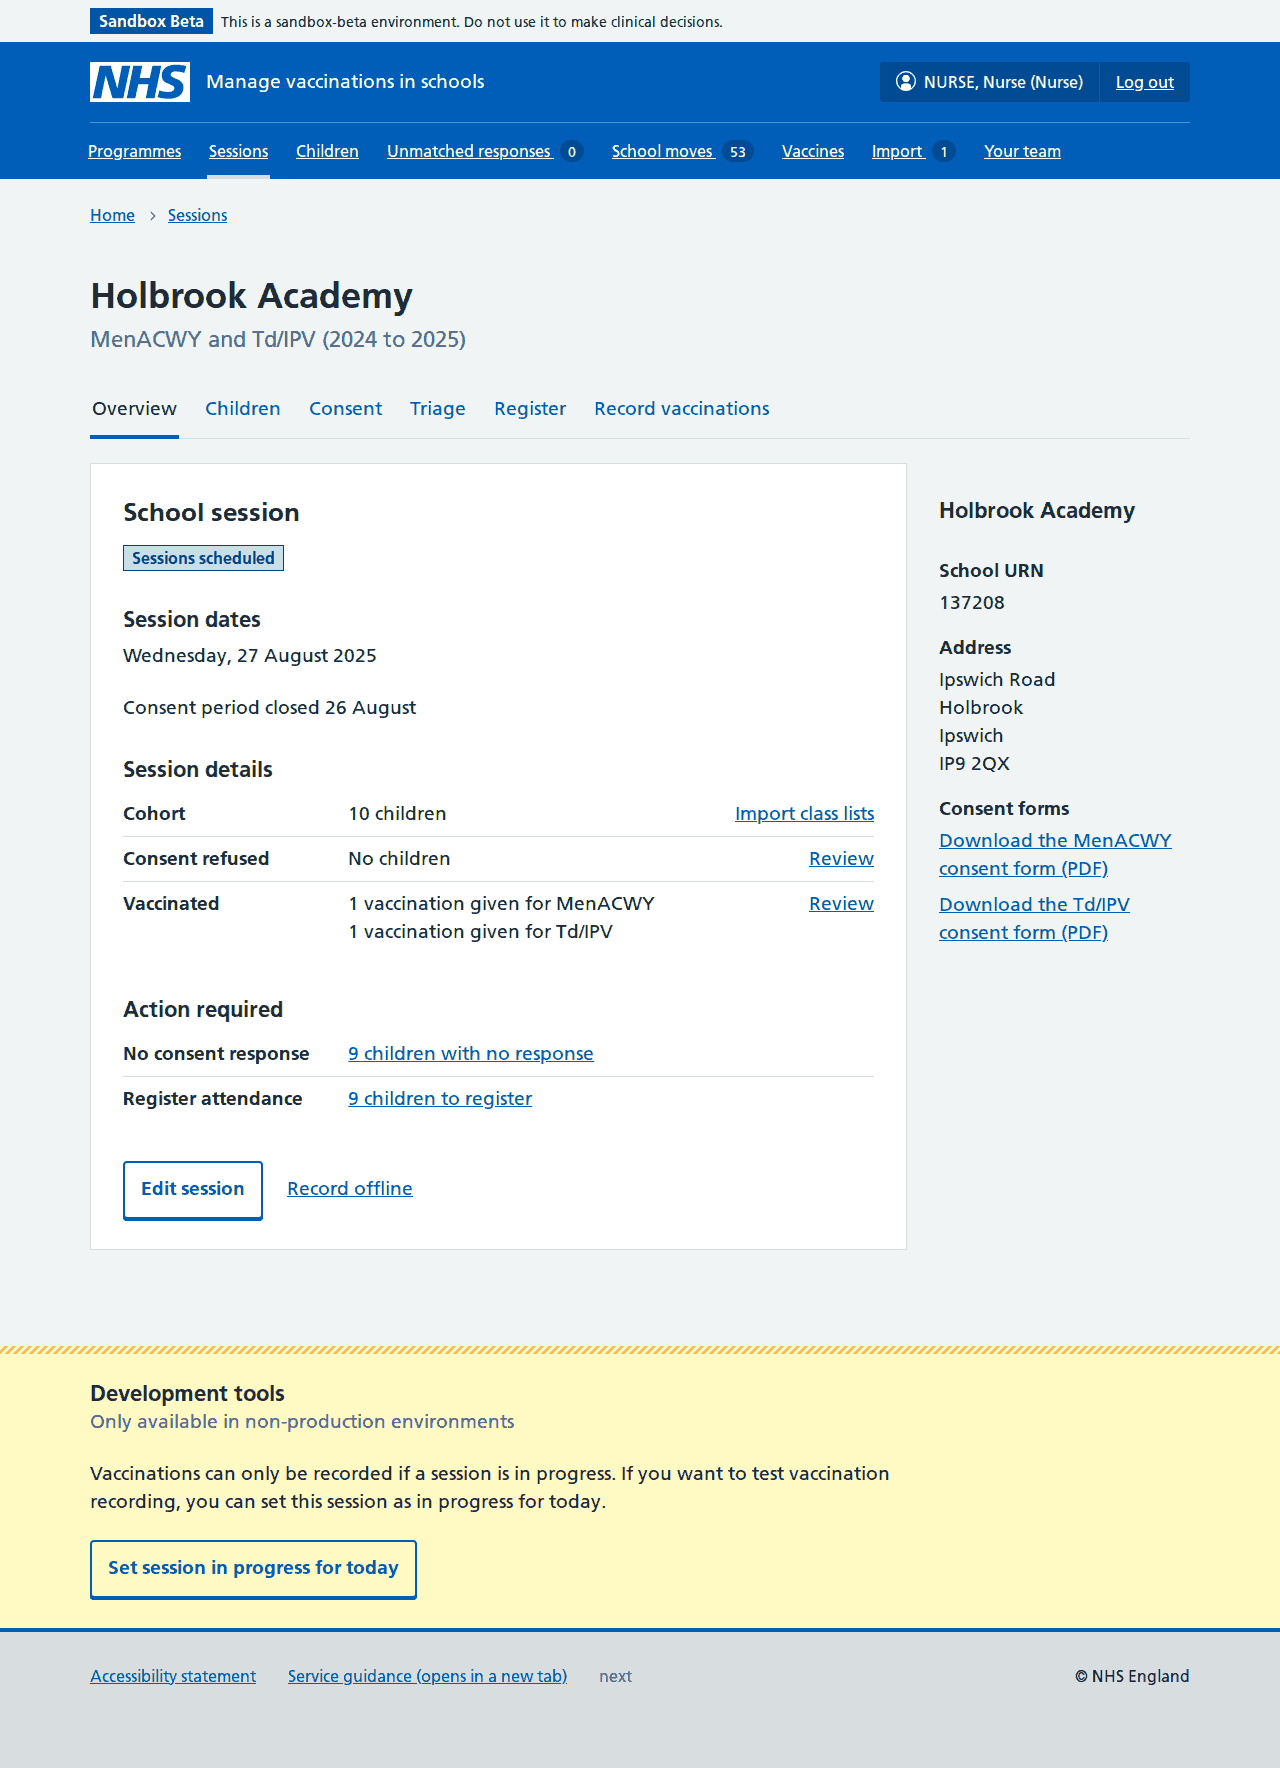 Sandbox Beta This is a sandbox-beta environment. Do not use it to make clinical decisions.
NHS Manage vaccinations in schools NURSE, Nurse (Nurse) Log out
Programmes Sessions Children Unmatched responses 0 School moves 53 Vaccines Import 1 Your team
Home Sessions
Holbrook Academy
MenACWY and Td/IPV (2024 to 2025)
Overview Children Consent Triage Register Record vaccinations
School session
Sessions scheduled
Session dates
Wednesday, 27 August 2025
Consent period closed 26 August
Session details
Cohort 10 children Import class lists
Consent refused No children Review
Vaccinated 1 vaccination given for MenACWY Review
1 vaccination given for Td/IPV
Action required
No consent response 9 children with no response
Register attendance 9 children to register
Edit session Record offline
Holbrook Academy
School URN
137208
Address
Ipswich Road
Holbrook
Ipswich
IP9 2QX
Consent forms
Download the MenACWY
consent form (PDF)
Download the Td/IPV
consent form (PDF)
Development tools
Only available in non-production environments
Vaccinations can only be recorded if a session is in progress. If you want to test vaccination
recording, you can set this session as in progress for today.
Set session in progress for today
Accessibility statement Service guidance (opens in a new tab) next © NHS England